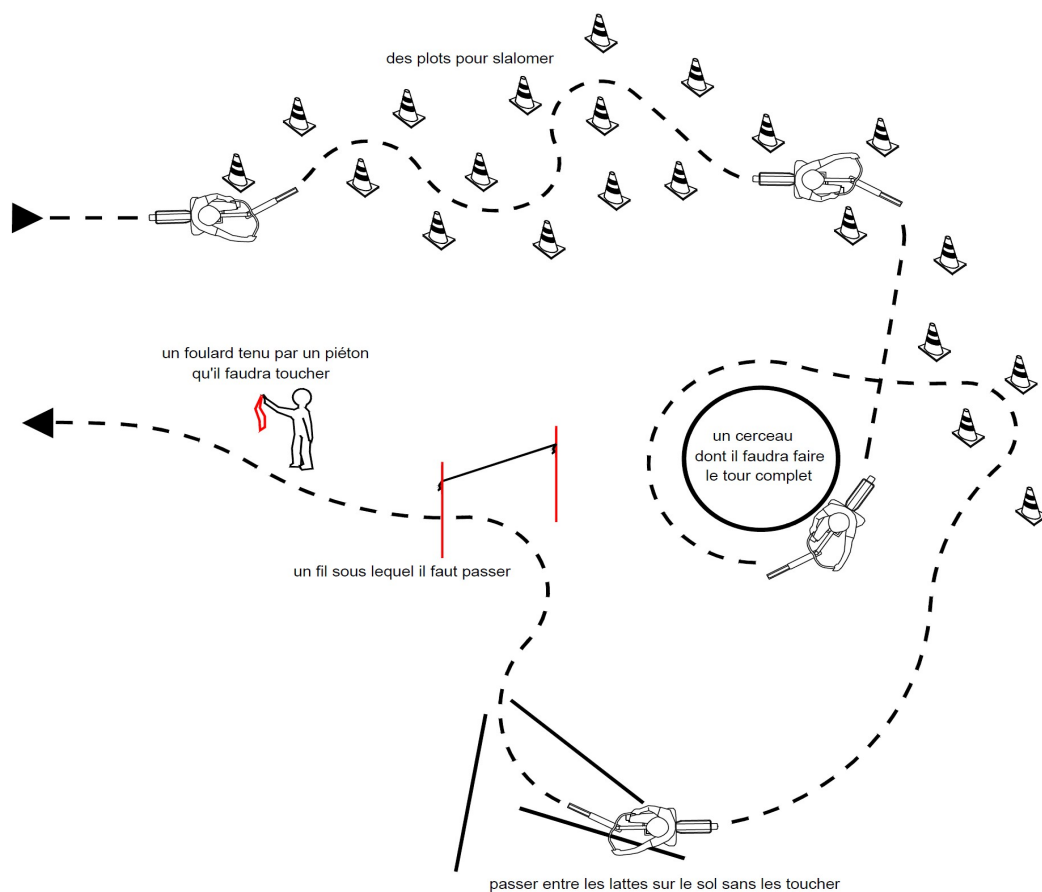 des plots pour slalomer
un foulard tenu par un piéton
qu'il faudra toucher
un cerceau
dont il faudra faire
le tour complet
un fil sous lequel il faut passer
passer entre les lattes sur le sol sans les toucher